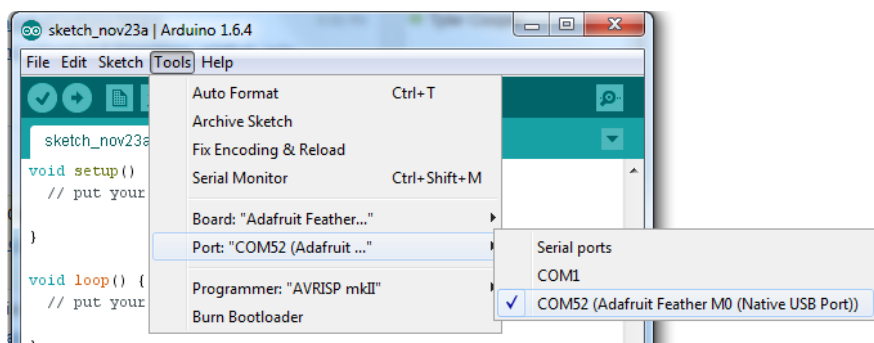 sketch_nov23a | Arduino 1.6.4
File Edit Sketch Tools Help
Auto Format Ctrl+T
Archive Sketch
sketch_nov23a
Fix Encoding & Reload
void setup()
Serial Monitor Ctrl+Shift+M
// put your
Board: "Adafruit Feather..."
}
Port: "COM52 (Adafruit ..."
Serial ports
void loop() {
COM1
Programmer: "AVRISP mkII"
// put your
COM52 (Adafruit Feather M0 (Native USB Port))
Burn Bootloader